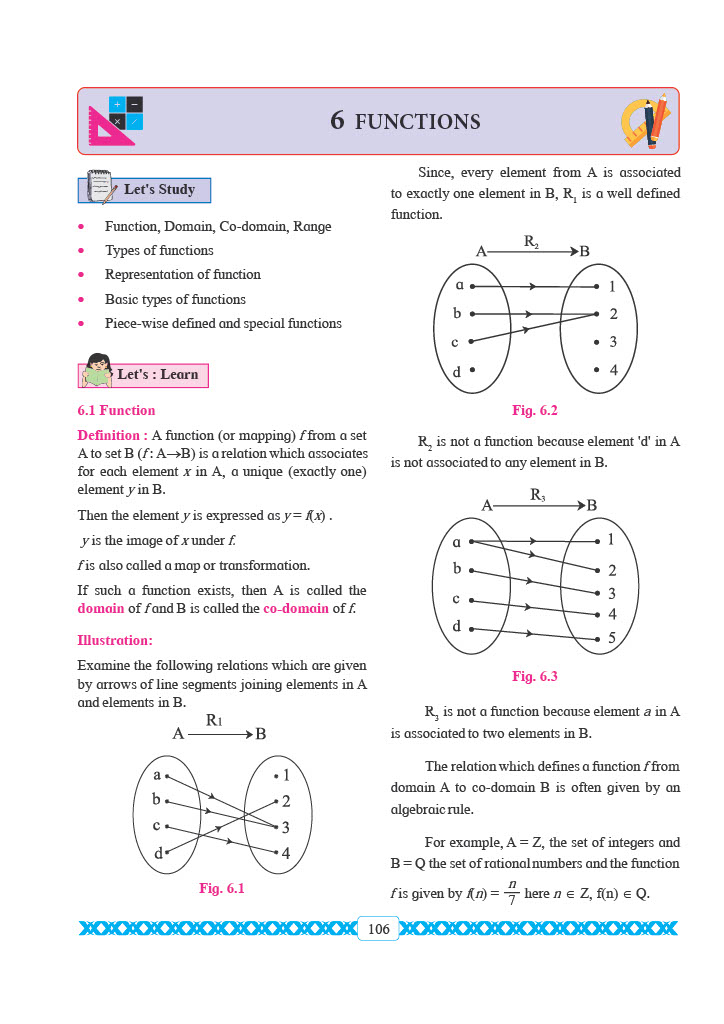 6 FUNCTIONS
Let's Study
• Function, Domain, Co-domain, Range
• Types of functions
• Representation of function
• Basic types of functions
• Piece-wise defined and special functions
Let's : Learn
6.1 Function
Definition : A function (or mapping) f from a set
A to set B (f : A→B) is a relation which associates
for each element x in A, a unique (exactly one)
element y in B.
Then the element y is expressed as y = f(x) .
y is the image of x under f.
f is also called a map or transformation.
If such a function exists, then A is called the
domain of f and B is called the co-domain of f.
Illustration:
Examine the following relations which are given
by arrows of line segments joining elements in A
and elements in B.
R1
A B
a 1
b 2
c 3
d 4
Fig. 6.1
Since, every element from A is associated
to exactly one element in B, R₁ is a well defined
function.
R₂
A B
a 1
b 2
c 3
d 4
Fig. 6.2
R₂ is not a function because element 'd' in A
is not associated to any element in B.
R₃
A B
a 1
b 2
c 3
d 4
5
Fig. 6.3
R₃ is not a function because element a in A
is associated to two elements in B.
The relation which defines a function f from
domain A to co-domain B is often given by an
algebraic rule.
For example, A = Z, the set of integers and
B = Q the set of rational numbers and the function
f is given by f(n) = n/7 here n ∈ Z, f(n) ∈ Q.
106